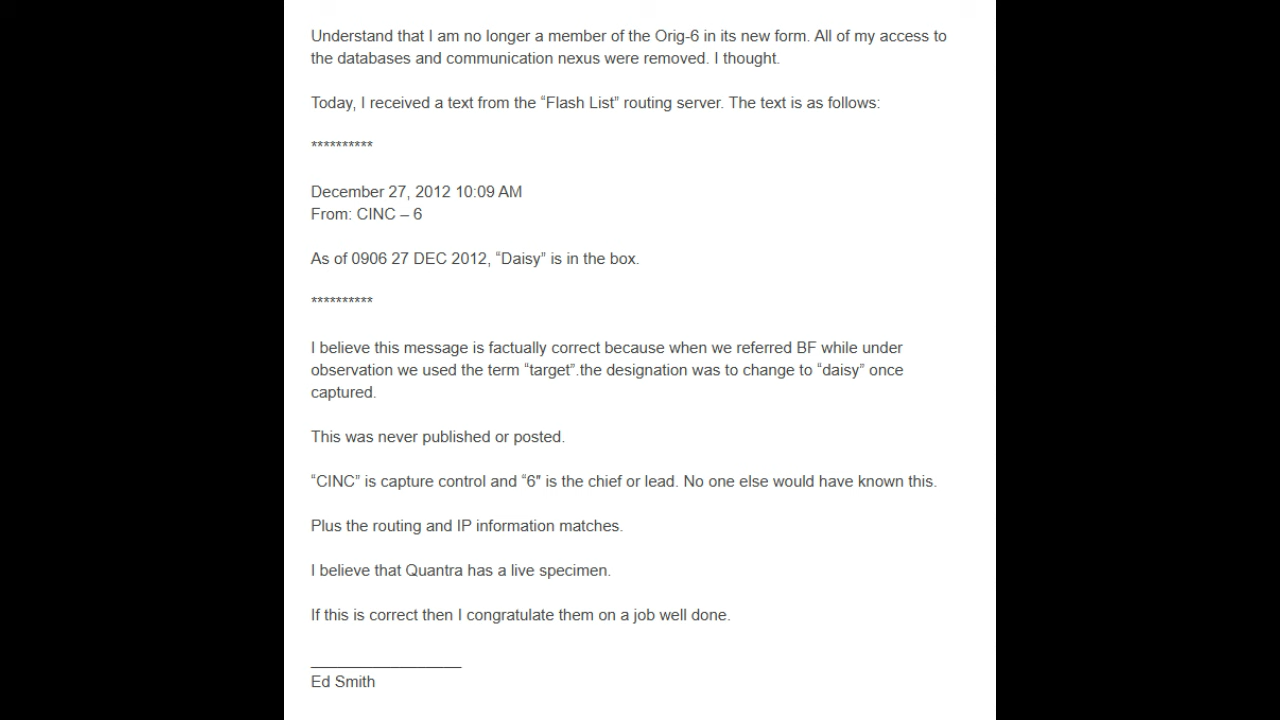 Understand that I am no longer a member of the Orig-6 in its new form. All of my access to
the databases and communication nexus were removed. I thought.
Today, I received a text from the “Flash List” routing server. The text is as follows:
**********
December 27, 2012 10:09 AM
From: CINC – 6
As of 0906 27 DEC 2012, “Daisy” is in the box.
**********
I believe this message is factually correct because when we referred BF while under
observation we used the term “target”.the designation was to change to “daisy” once
captured.
This was never published or posted.
“CINC” is capture control and “6″ is the chief or lead. No one else would have known this.
Plus the routing and IP information matches.
I believe that Quantra has a live specimen.
If this is correct then I congratulate them on a job well done.
__________________
Ed Smith